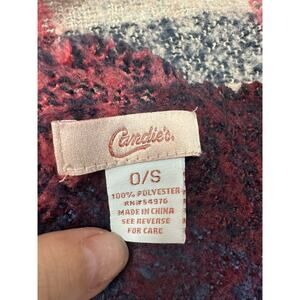 Candie's.
O/S
100% POLYESTER
RN#54976
MADE IN CHINA
SEE REVERSE
FOR CARE